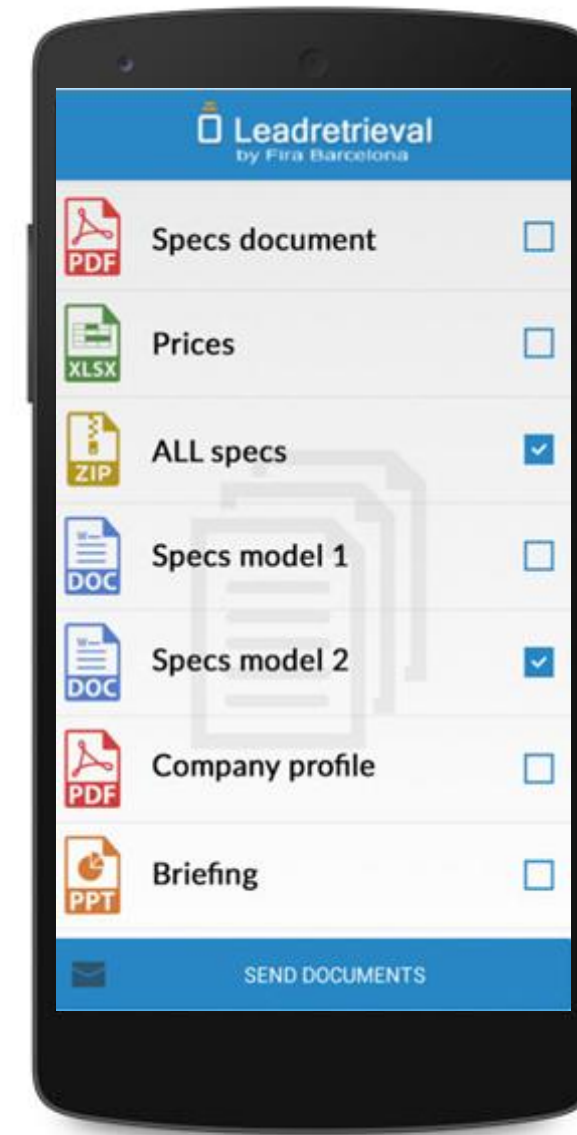 Leadretrieval
by Fira Barcelona
PDF
Specs document
XLSX
Prices
ZIP
ALL specs
W
DOC
Specs model 1
W
DOC
Specs model 2
PDF
Company profile
PPT
Briefing
SEND DOCUMENTS